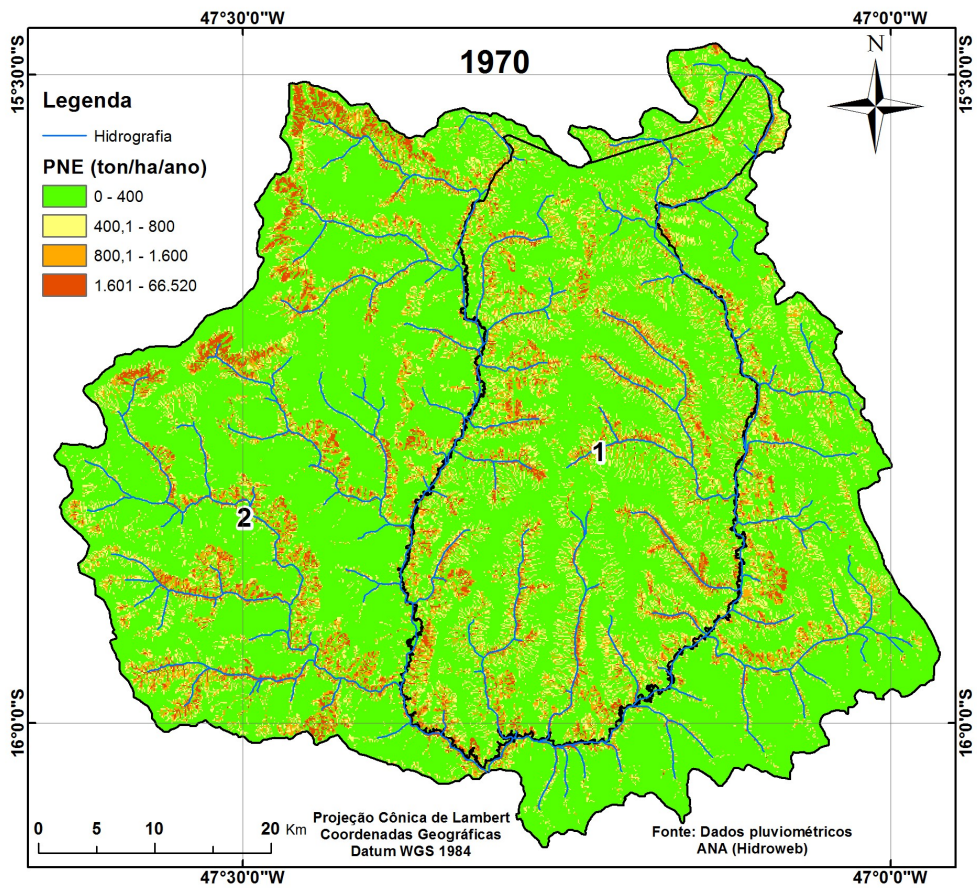 47°30'0"W
47°0'0"W
1970
N
15°30'0"S
15°30'0"S
Legenda
Hidrografia
PNE (ton/ha/ano)
0 - 400
400,1 - 800
800,1 - 1.600
1.601 - 66.520
1
2
16°0'0"S
16°0'0"S
0 5 10 20 Km
Projeção Cônica de Lambert
Coordenadas Geográficas
Datum WGS 1984
Fonte: Dados pluviométricos
ANA (Hidroweb)
47°30'0"W
47°0'0"W